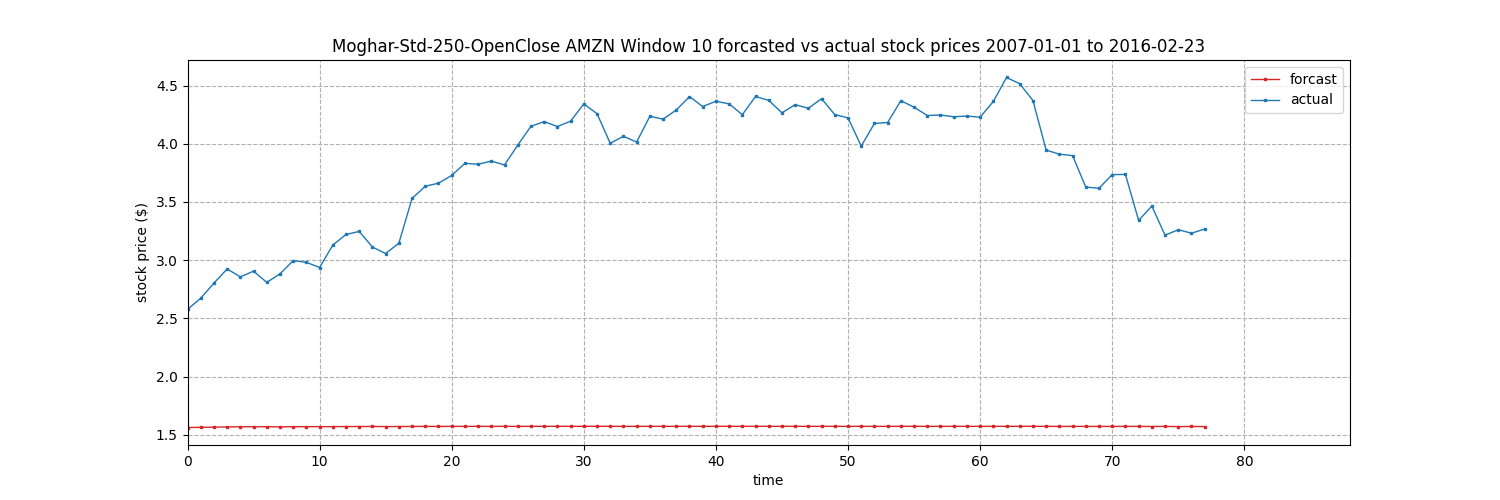 Moghar-Std-250-OpenClose AMZN Window 10 forcasted vs actual stock prices 2007-01-01 to 2016-02-23
forcast
actual
stock price ($)
4.5
4.0
3.5
3.0
2.5
2.0
1.5
0 10 20 30 40 50 60 70 80
time